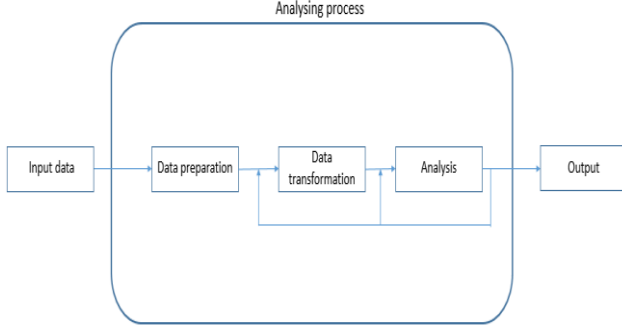 Analysing process
Input data
Data preparation
Data
transformation
Analysis
Output